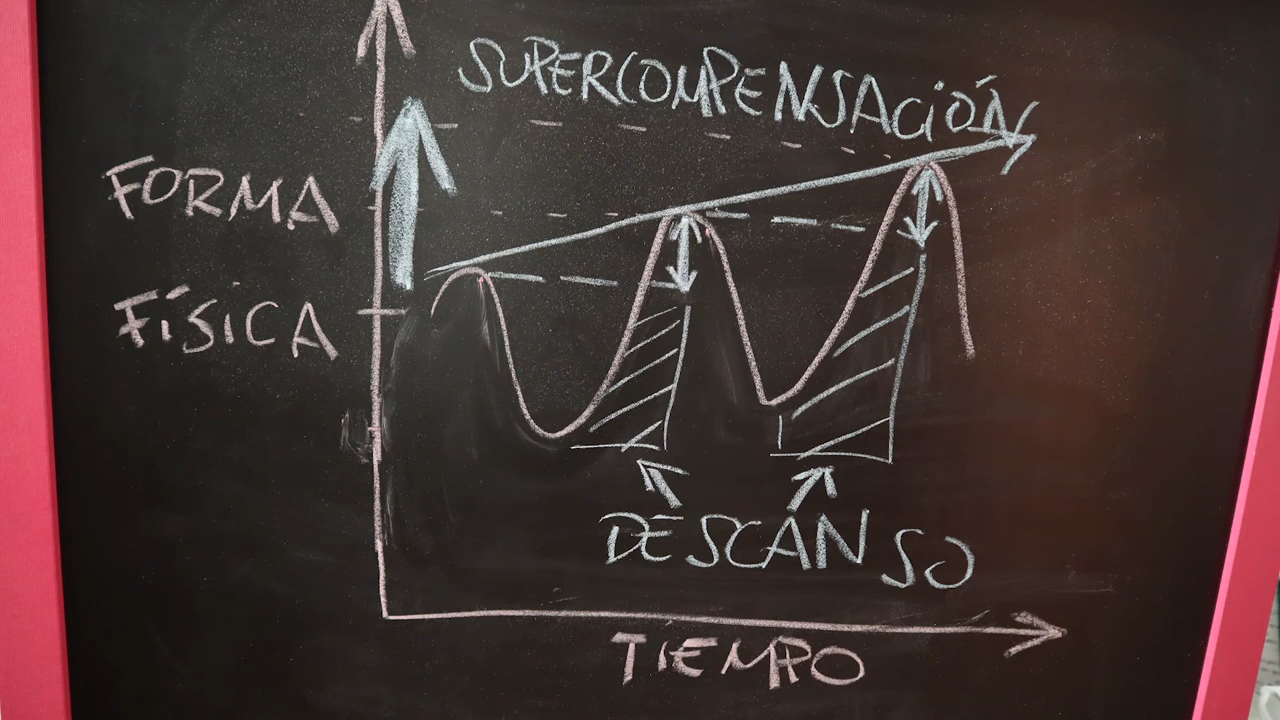 SUPERCOMPENSACIÓN
FORMA
FÍSICA
DESCANSO
TIEMPO